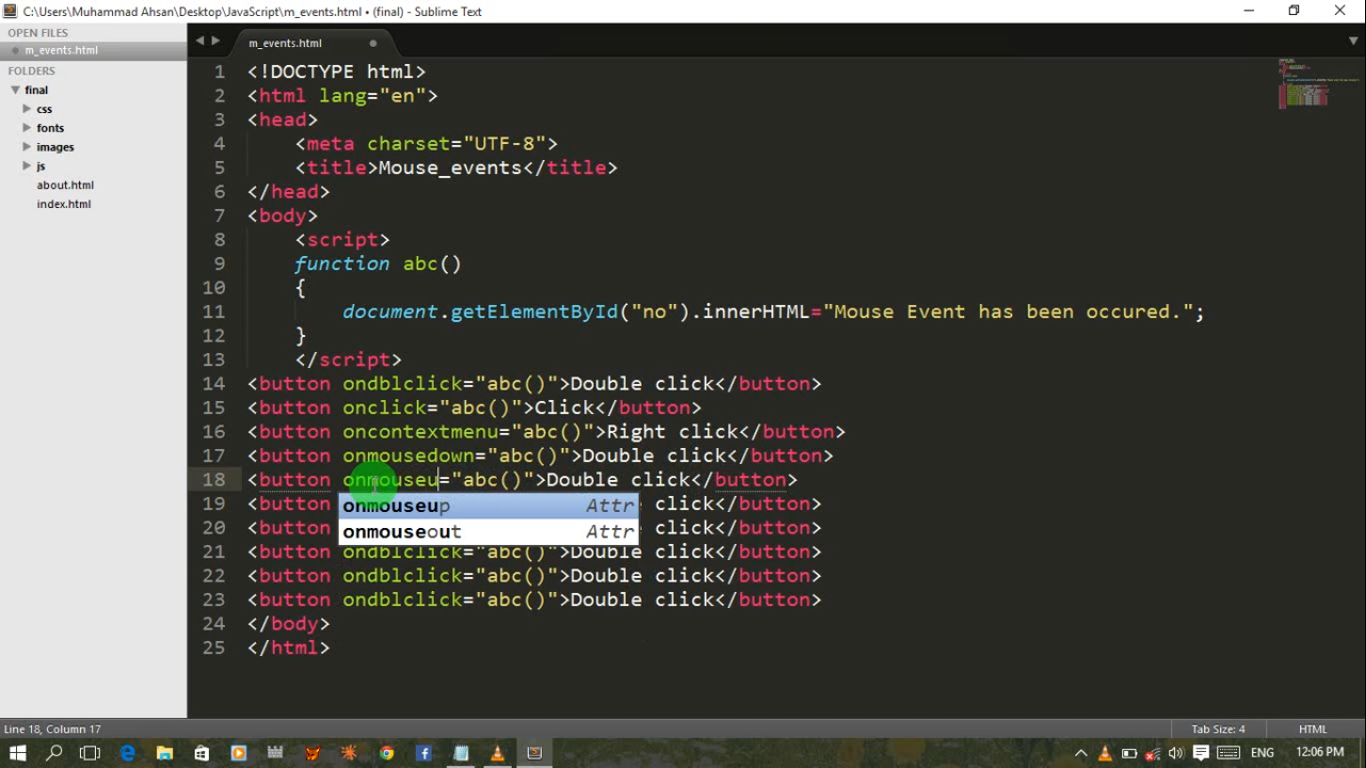 C:\Users\Muhammad Ahsan\Desktop\JavaScript\m_events.html • (final) - Sublime Text
OPEN FILES
m_events.html
FOLDERS
final
css
fonts
images
js
about.html
index.html
m_events.html
1 <!DOCTYPE html>
2 <html lang="en">
3 <head>
4 <meta charset="UTF-8">
5 <title>Mouse_events</title>
6 </head>
7 <body>
8 <script>
9 function abc()
10 {
11 document.getElementById("no").innerHTML="Mouse Event has been occured.";
12 }
13 </script>
14 <button ondblclick="abc()">Double click</button>
15 <button onclick="abc()">Click</button>
16 <button oncontextmenu="abc()">Right click</button>
17 <button onmousedown="abc()">Double click</button>
18 <button onmouseu="abc()">Double click</button>
onmouseup Attr
onmouseout Attr
19 <button click</button>
20 <button click</button>
21 <button ondblclick="abc()">Double click</button>
22 <button ondblclick="abc()">Double click</button>
23 <button ondblclick="abc()">Double click</button>
24 </body>
25 </html>
Line 18, Column 17
Tab Size: 4
HTML
ENG
12:06 PM